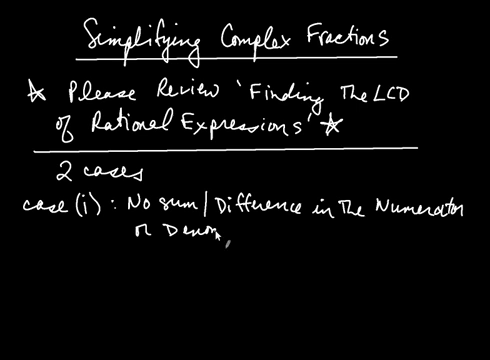 Simplifying Complex Fractions
☆ Please Review 'Finding The LCD
of Rational Expressions' ☆
2 cases
case (i) : No sum / Difference in The Numerator
or Denom